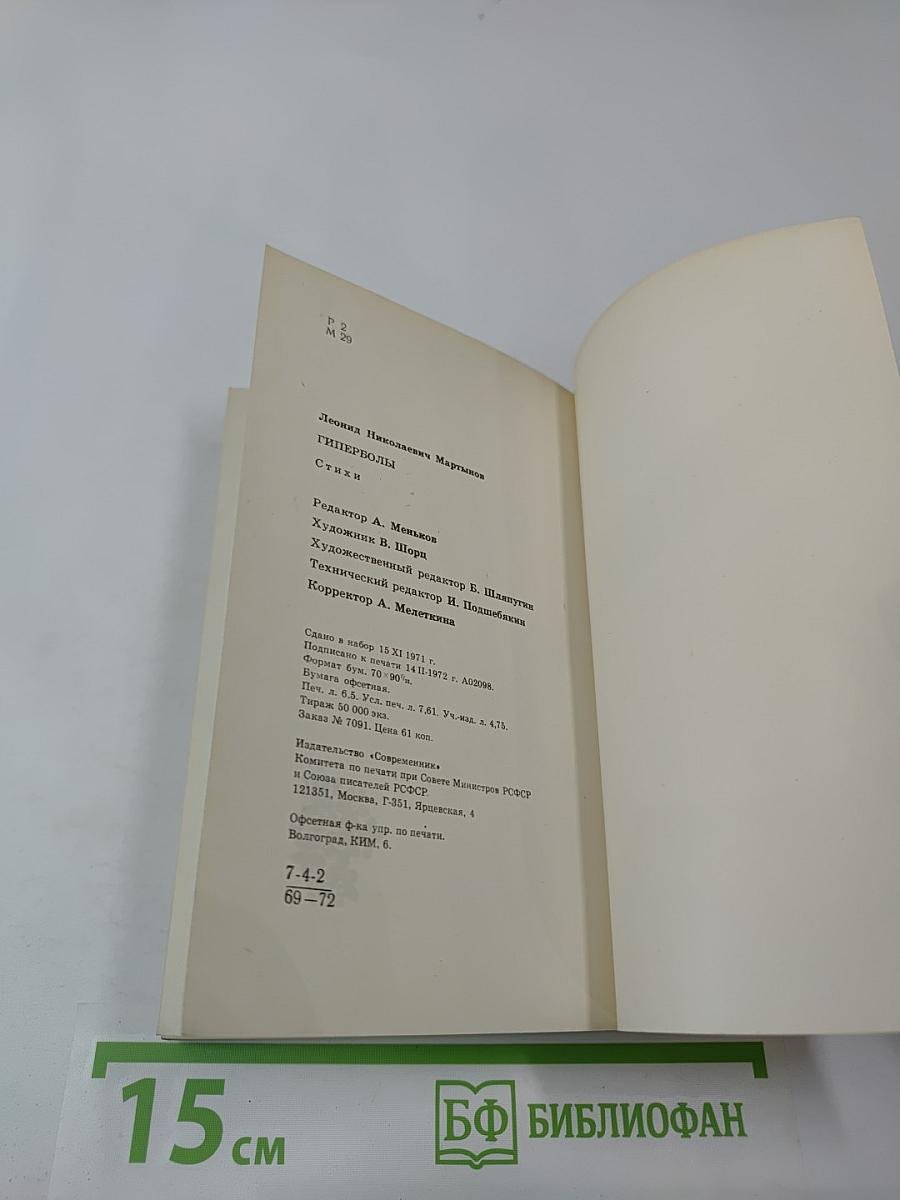 Р 2
М 29
Леонид Николаевич Мартынов
ГИПЕРБОЛЫ
Стихи
Редактор А. Меньков
Художник В. Шорц
Художественный редактор Б. Шляпугин
Технический редактор И. Подшебякин
Корректор А. Мелеткина
Сдано в набор 15 XI 1971 г.
Подписано к печати 14 II-1972 г. А02098.
Формат бум. 70×90 1/32.
Бумага офсетная.
Печ. л. 6,5. Усл. печ. л. 7,61. Уч.-изд. л. 4,75.
Тираж 50 000 экз.
Заказ № 7091. Цена 61 коп.
Издательство «Современник»
Комитета по печати при Совете Министров РСФСР
и Союза писателей РСФСР.
121351, Москва, Г-351, Ярцевская, 4
Офсетная ф-ка упр. по печати.
Волгоград, КИМ, 6.
7-4-2
69—72
15 см
БФ БИБЛИОФАН